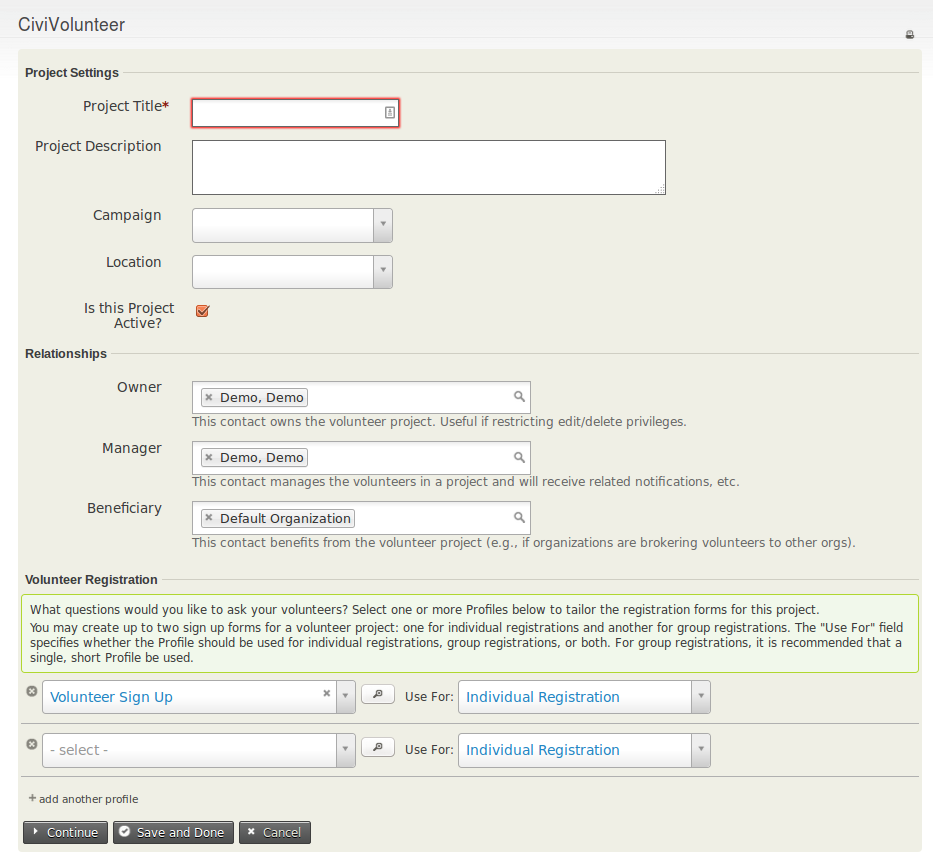 CiviVolunteer
Project Settings
Project Title*
Project Description
Campaign
Location
Is this Project
Active?
Relationships
Owner
Demo, Demo
This contact owns the volunteer project. Useful if restricting edit/delete privileges.
Manager
Demo, Demo
This contact manages the volunteers in a project and will receive related notifications, etc.
Beneficiary
Default Organization
This contact benefits from the volunteer project (e.g., if organizations are brokering volunteers to other orgs).
Volunteer Registration
What questions would you like to ask your volunteers? Select one or more Profiles below to tailor the registration forms for this project.
You may create up to two sign up forms for a volunteer project: one for individual registrations and another for group registrations. The "Use For" field
specifies whether the Profile should be used for individual registrations, group registrations, or both. For group registrations, it is recommended that a
single, short Profile be used.
Volunteer Sign Up Use For: Individual Registration
- select - Use For: Individual Registration
+ add another profile
Continue Save and Done Cancel